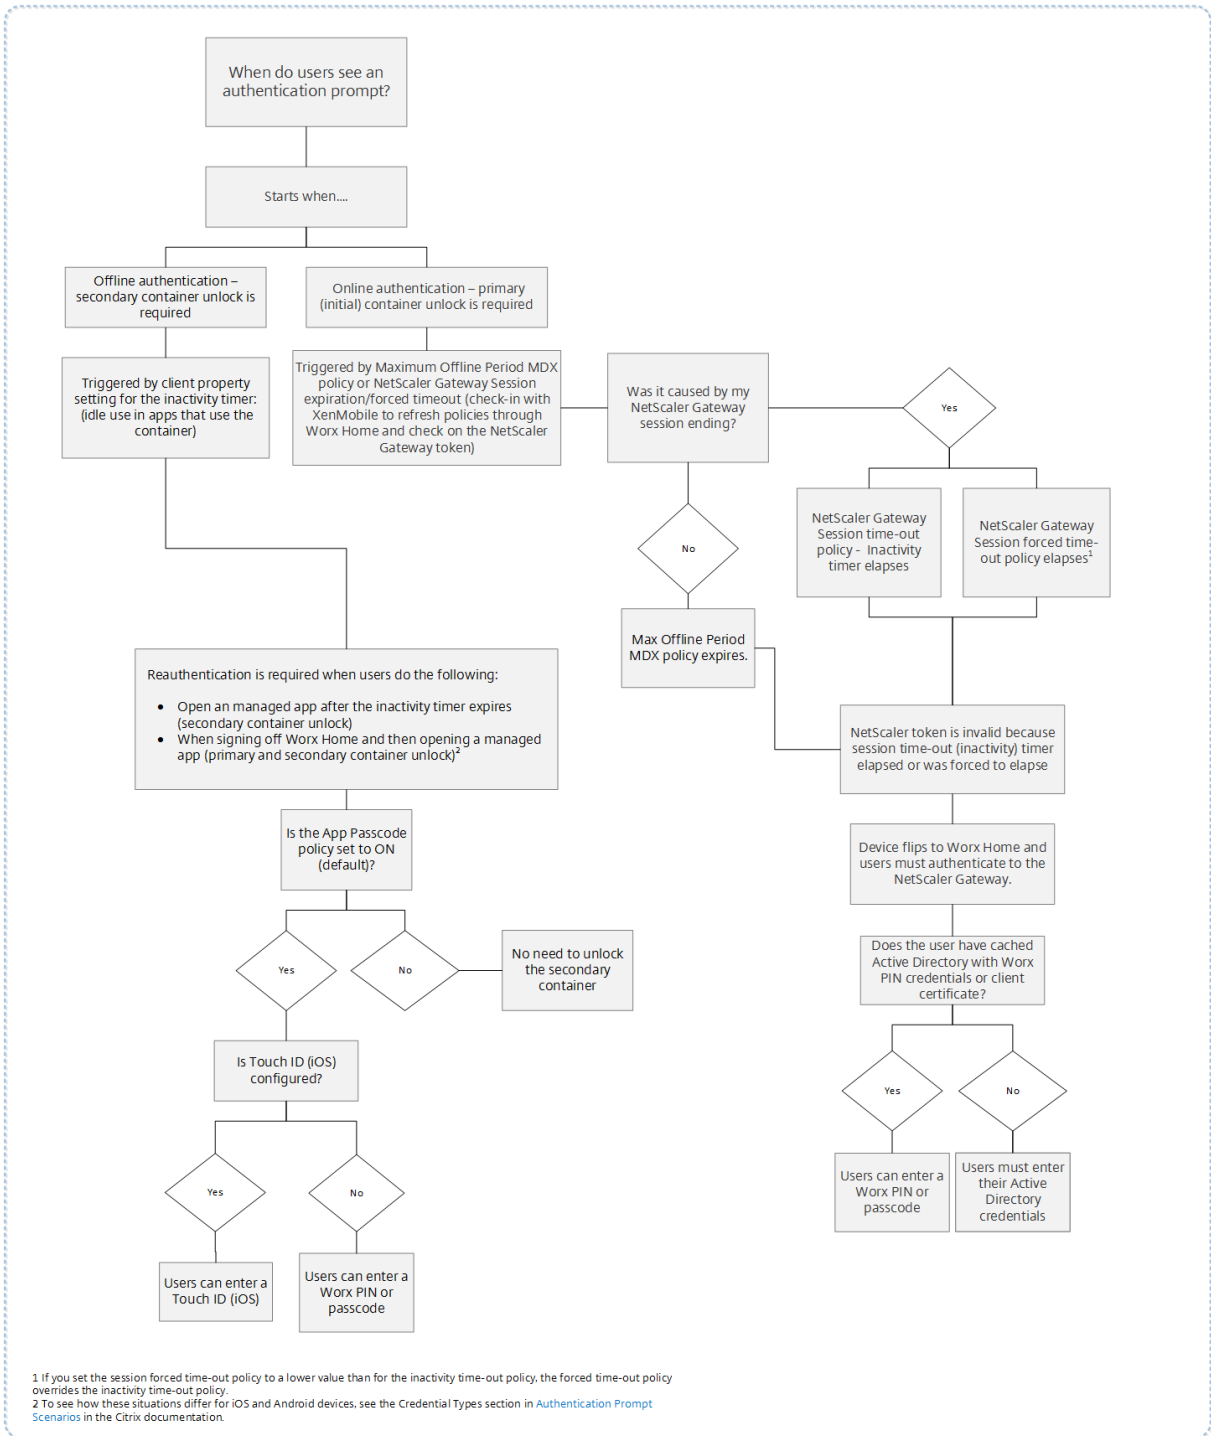 When do users see an
authentication prompt?
Starts when....
Offline authentication –
secondary container unlock is
required
Online authentication – primary
(initial) container unlock is required
Triggered by client property
setting for the inactivity timer:
(idle use in apps that use the
container)
Triggered by Maximum Offline Period MDX
policy or NetScaler Gateway Session
expiration/forced timeout (check-in with
XenMobile to refresh policies through
Worx Home and check on the NetScaler
Gateway token)
Was it caused by my
NetScaler Gateway
session ending?
Yes
No
NetScaler Gateway
Session time-out
policy - Inactivity
timer elapses
NetScaler Gateway
Session forced time-
out policy elapses¹
Max Offline Period
MDX policy expires.
Reauthentication is required when users do the following:
• Open an managed app after the inactivity timer expires
(secondary container unlock)
• When signing off Worx Home and then opening a managed
app (primary and secondary container unlock)²
NetScaler token is invalid because
session time-out (inactivity) timer
elapsed or was forced to elapse
Is the App Passcode
policy set to ON
(default)?
Device flips to Worx Home and
users must authenticate to the
NetScaler Gateway.
Yes
No
No need to unlock
the secondary
container
Does the user have cached
Active Directory with Worx
PIN credentials or client
certificate?
Is Touch ID (iOS)
configured?
Yes
No
Yes
No
Users can enter a
Worx PIN or
passcode
Users must enter
their Active
Directory
credentials
Users can enter a
Touch ID (iOS)
Users can enter a
Worx PIN or
passcode
1 If you set the session forced time-out policy to a lower value than for the inactivity time-out policy, the forced time-out policy
overrides the inactivity time-out policy.
2 To see how these situations differ for iOS and Android devices, see the Credential Types section in Authentication Prompt
Scenarios in the Citrix documentation.